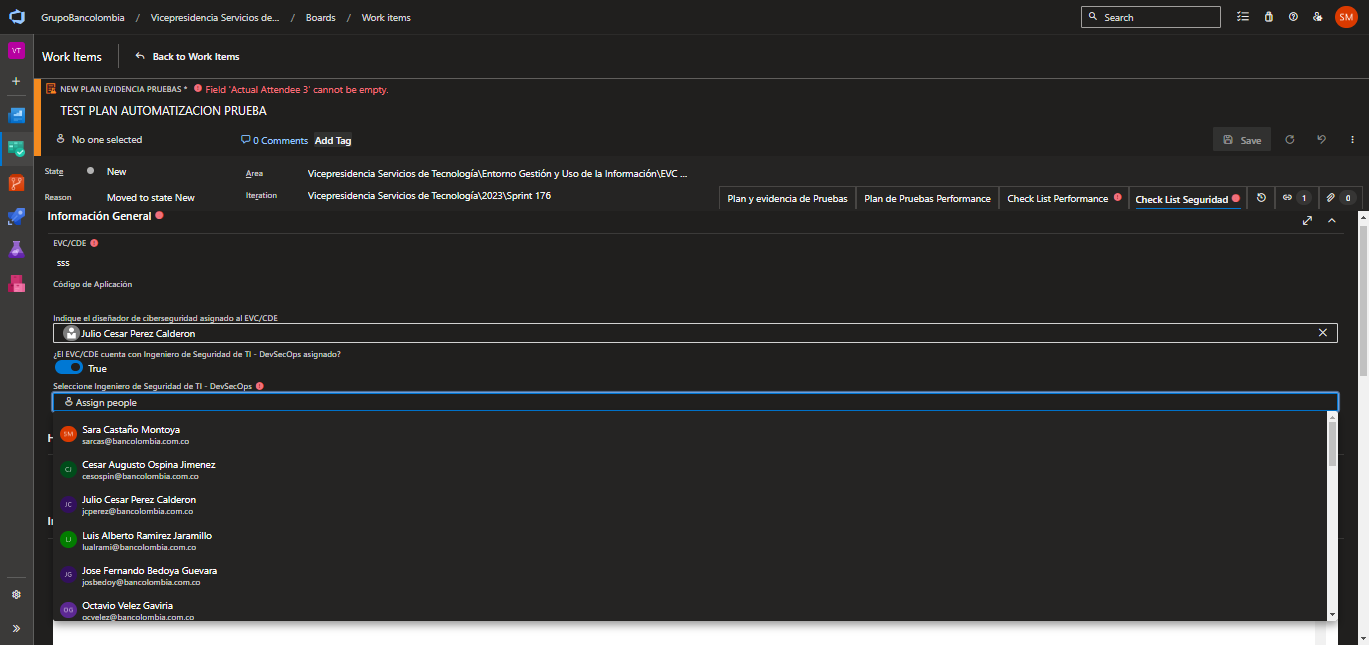 GrupoBancolombia / Vicepresidencia Servicios de... / Boards / Work items
Search
SM
VT
Work Items
Back to Work Items
NEW PLAN EVIDENCIA PRUEBAS * Field 'Actual Attendee 3' cannot be empty.
TEST PLAN AUTOMATIZACION PRUEBA
No one selected
0 Comments
Add Tag
Save
State
New
Area
Vicepresidencia Servicios de Tecnología\Entorno Gestión y Uso de la Información\EVC ...
Reason
Moved to state New
Iteration
Vicepresidencia Servicios de Tecnología\2023\Sprint 176
Plan y evidencia de Pruebas
Plan de Pruebas Performance
Check List Performance
Check List Seguridad
1
0
Información General
EVC/CDE
sss
Código de Aplicación
Indique el diseñador de ciberseguridad asignado al EVC/CDE
Julio Cesar Perez Calderon
¿El EVC/CDE cuenta con Ingeniero de Seguridad de TI - DevSecOps asignado?
True
Seleccione Ingeniero de Seguridad de TI - DevSecOps
Assign people
SM
Sara Castaño Montoya
sarcas@bancolombia.com.co
CJ
Cesar Augusto Ospina Jimenez
cesospin@bancolombia.com.co
JC
Julio Cesar Perez Calderon
jcperez@bancolombia.com.co
LJ
Luis Alberto Ramirez Jaramillo
lualrami@bancolombia.com.co
JG
Jose Fernando Bedoya Guevara
josbedoy@bancolombia.com.co
OG
Octavio Velez Gaviria
ocvelez@bancolombia.com.co